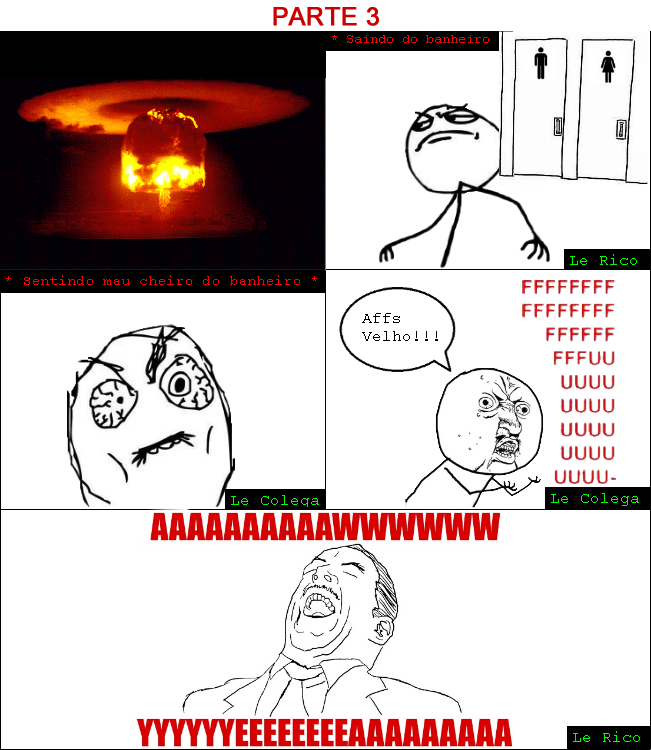 PARTE 3
* Saindo do banheiro
Le Rico
* Sentindo mau cheiro do banheiro *
Le Colega
Affs
Velho!!!
FFFFFFFF
FFFFFFFF
FFFFFF
FFFUU
UUUU
UUUU
UUUU
UUUU
UUUU-
Le Colega
AAAAAAAAAAWWWWWW
YYYYYYEEEEEEEEAAAAAAAAA
Le Rico